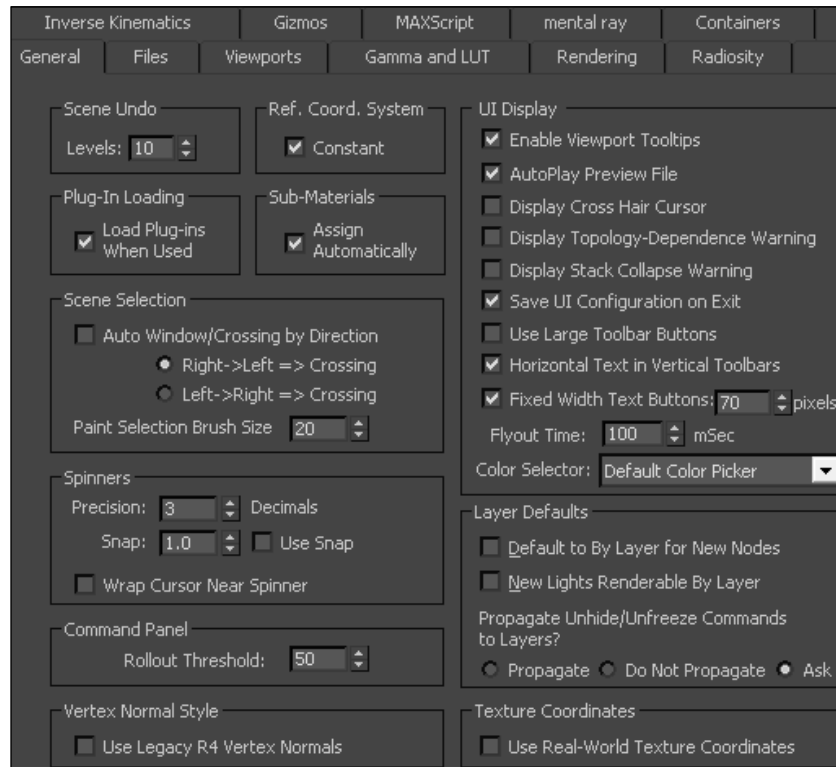 Inverse Kinematics Gizmos MAXScript mental ray Containers
General Files Viewports Gamma and LUT Rendering Radiosity
Scene Undo
Levels: 10
Ref. Coord. System
Constant
Plug-In Loading
Load Plug-ins
When Used
Sub-Materials
Assign
Automatically
Scene Selection
Auto Window/Crossing by Direction
Right->Left => Crossing
Left->Right => Crossing
Paint Selection Brush Size 20
Spinners
Precision: 3 Decimals
Snap: 1.0 Use Snap
Wrap Cursor Near Spinner
Command Panel
Rollout Threshold: 50
Vertex Normal Style
Use Legacy R4 Vertex Normals
UI Display
Enable Viewport Tooltips
AutoPlay Preview File
Display Cross Hair Cursor
Display Topology-Dependence Warning
Display Stack Collapse Warning
Save UI Configuration on Exit
Use Large Toolbar Buttons
Horizontal Text in Vertical Toolbars
Fixed Width Text Buttons: 70 pixels
Flyout Time: 100 mSec
Color Selector: Default Color Picker
Layer Defaults
Default to By Layer for New Nodes
New Lights Renderable By Layer
Propagate Unhide/Unfreeze Commands
to Layers?
Propagate Do Not Propagate Ask
Texture Coordinates
Use Real-World Texture Coordinates